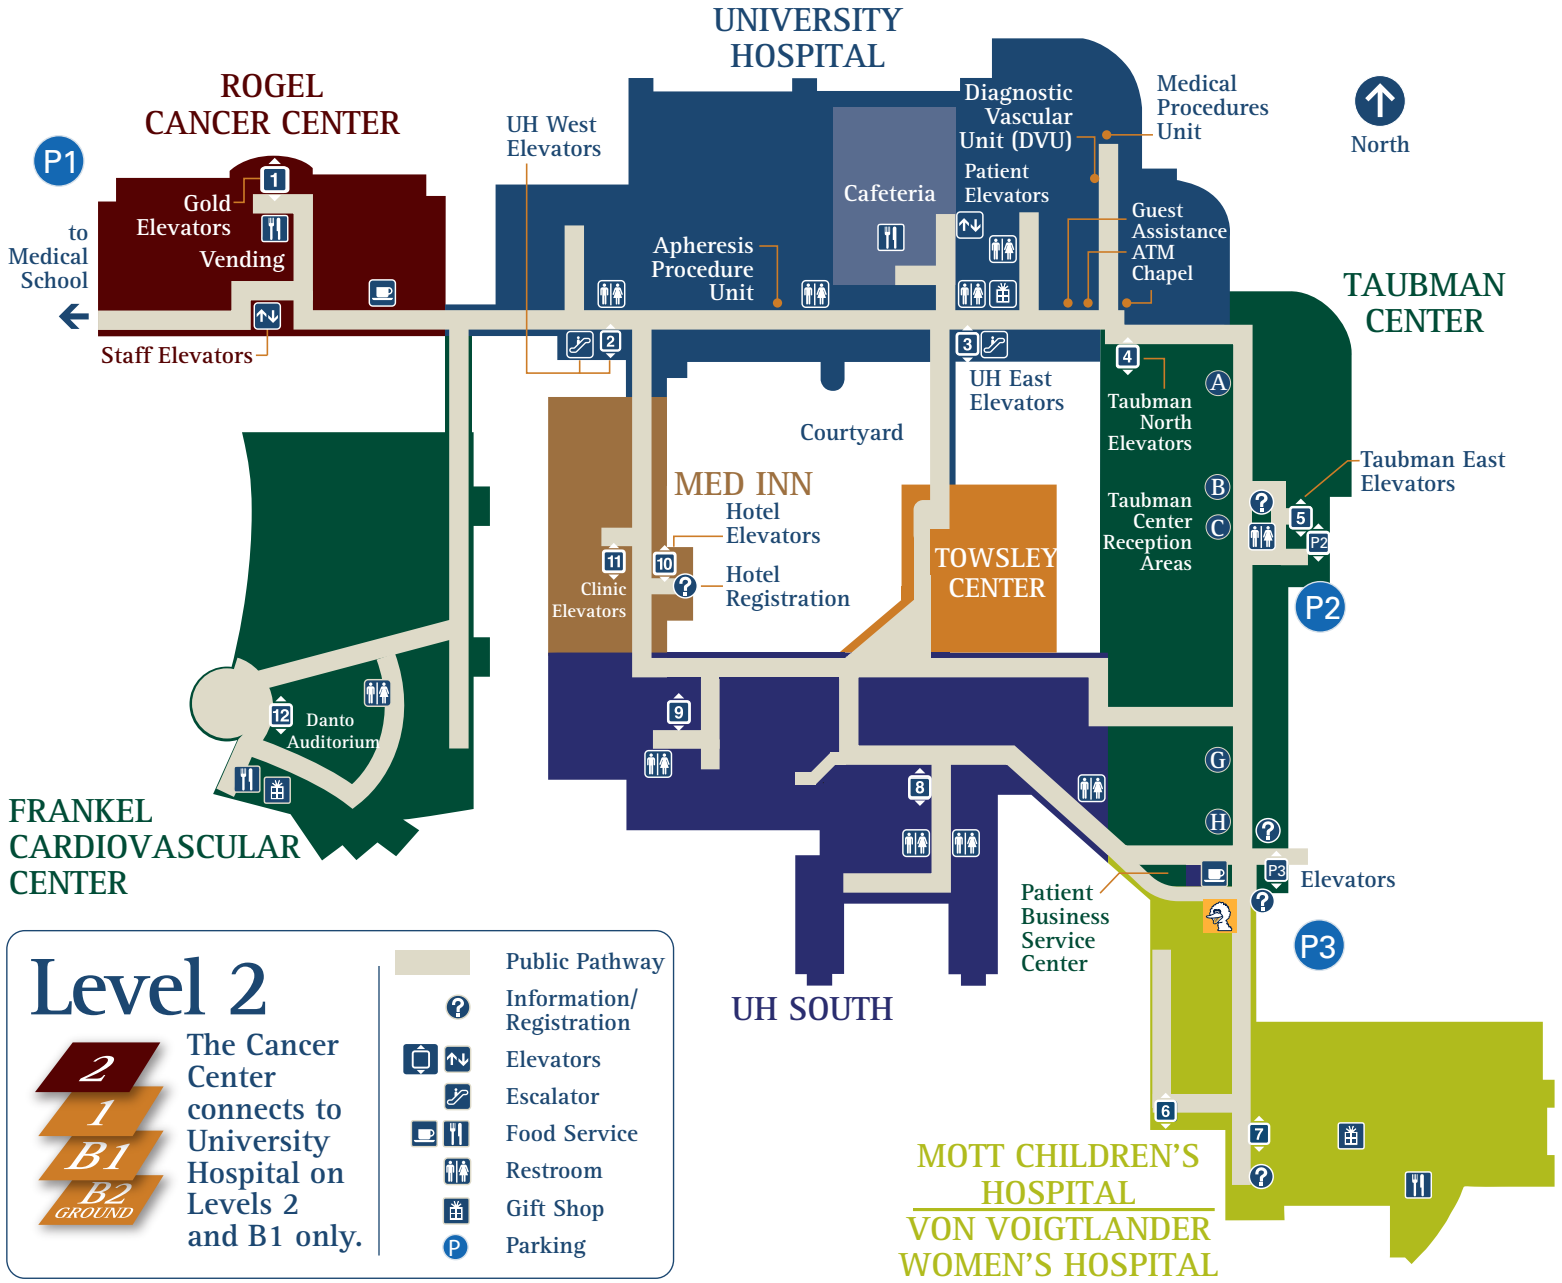 UNIVERSITY
HOSPITAL
ROGEL
CANCER CENTER
P1
Gold
Elevators
1
Vending
to
Medical
School
Staff Elevators
UH West
Elevators
Apheresis
Procedure
Unit
Cafeteria
Diagnostic
Vascular
Unit (DVU)
Patient
Elevators
Medical
Procedures
Unit
Guest
Assistance
ATM
Chapel
North
TAUBMAN
CENTER
2
3
UH East
Elevators
4
Taubman
North
Elevators
A
B
C
Taubman
Center
Reception
Areas
Taubman East
Elevators
?
5
P2
P2
Courtyard
MED INN
Hotel
Elevators
11
10
?
Hotel
Registration
Clinic
Elevators
TOWSLEY
CENTER
12
Danto
Auditorium
FRANKEL
CARDIOVASCULAR
CENTER
9
8
G
H
?
P3
Elevators
?
P3
Patient
Business
Service
Center
UH SOUTH
6
7
?
MOTT CHILDREN'S
HOSPITAL
VON VOIGTLANDER
WOMEN'S HOSPITAL
Level 2
2
1
B1
B2
GROUND
The Cancer
Center
connects to
University
Hospital on
Levels 2
and B1 only.
Public Pathway
?
Information/
Registration
Elevators
Escalator
Food Service
Restroom
Gift Shop
P
Parking